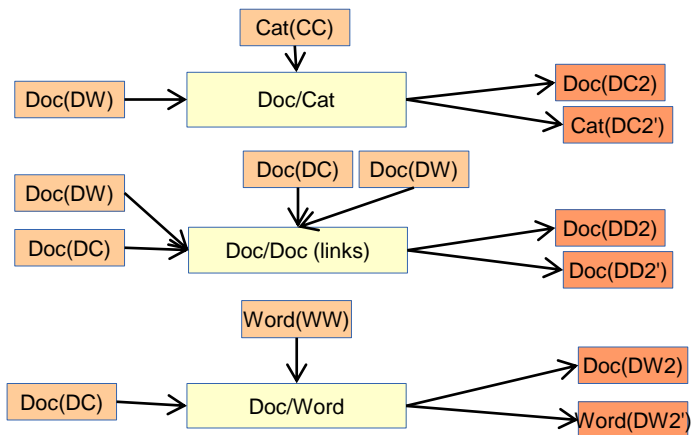 Cat(CC)
Doc(DW)
Doc/Cat
Doc(DC2)
Cat(DC2')
Doc(DC)
Doc(DW)
Doc(DW)
Doc(DC)
Doc/Doc (links)
Doc(DD2)
Doc(DD2')
Word(WW)
Doc(DC)
Doc/Word
Doc(DW2)
Word(DW2')